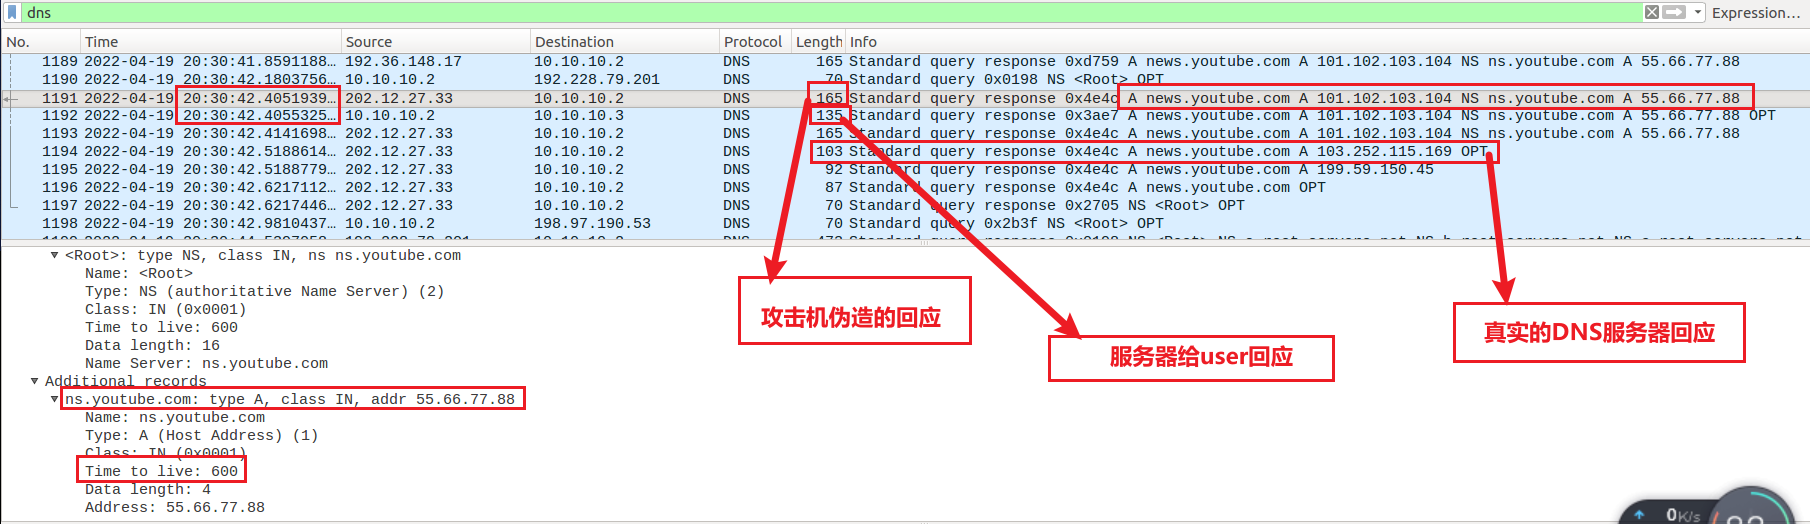 dns
Expression…
No. Time Source Destination Protocol Length Info
1189 2022-04-19 20:30:41.8591188… 192.36.148.17 10.10.10.2 DNS 165 Standard query response 0xd759 A news.youtube.com A 101.102.103.104 NS ns.youtube.com A 55.66.77.88
1190 2022-04-19 20:30:42.1803756… 10.10.10.2 192.228.79.201 DNS 70 Standard query 0x0198 NS <Root> OPT
1191 2022-04-19 20:30:42.4051939… 202.12.27.33 10.10.10.2 DNS 165 Standard query response 0x4e4c A news.youtube.com A 101.102.103.104 NS ns.youtube.com A 55.66.77.88
1192 2022-04-19 20:30:42.4055325… 10.10.10.2 10.10.10.3 DNS 135 Standard query response 0x3ae7 A news.youtube.com A 101.102.103.104 NS ns.youtube.com A 55.66.77.88 OPT
1193 2022-04-19 20:30:42.4141698… 202.12.27.33 10.10.10.2 DNS 165 Standard query response 0x4e4c A news.youtube.com A 101.102.103.104 NS ns.youtube.com A 55.66.77.88
1194 2022-04-19 20:30:42.5188614… 202.12.27.33 10.10.10.2 DNS 103 Standard query response 0x4e4c A news.youtube.com A 103.252.115.169 OPT
1195 2022-04-19 20:30:42.5188779… 202.12.27.33 10.10.10.2 DNS 92 Standard query response 0x4e4c A news.youtube.com A 199.59.150.45
1196 2022-04-19 20:30:42.6217112… 202.12.27.33 10.10.10.2 DNS 87 Standard query response 0x4e4c A news.youtube.com OPT
1197 2022-04-19 20:30:42.6217446… 202.12.27.33 10.10.10.2 DNS 70 Standard query response 0x2705 NS <Root> OPT
1198 2022-04-19 20:30:42.9810437… 10.10.10.2 198.97.190.53 DNS 70 Standard query 0x2b3f NS <Root> OPT
<Root>: type NS, class IN, ns ns.youtube.com
Name: <Root>
Type: NS (authoritative Name Server) (2)
Class: IN (0x0001)
Time to live: 600
Data length: 16
Name Server: ns.youtube.com
Additional records
ns.youtube.com: type A, class IN, addr 55.66.77.88
Name: ns.youtube.com
Type: A (Host Address) (1)
Class: IN (0x0001)
Time to live: 600
Data length: 4
Address: 55.66.77.88
攻击机伪造的回应
服务器给user回应
真实的DNS服务器回应
0K/s